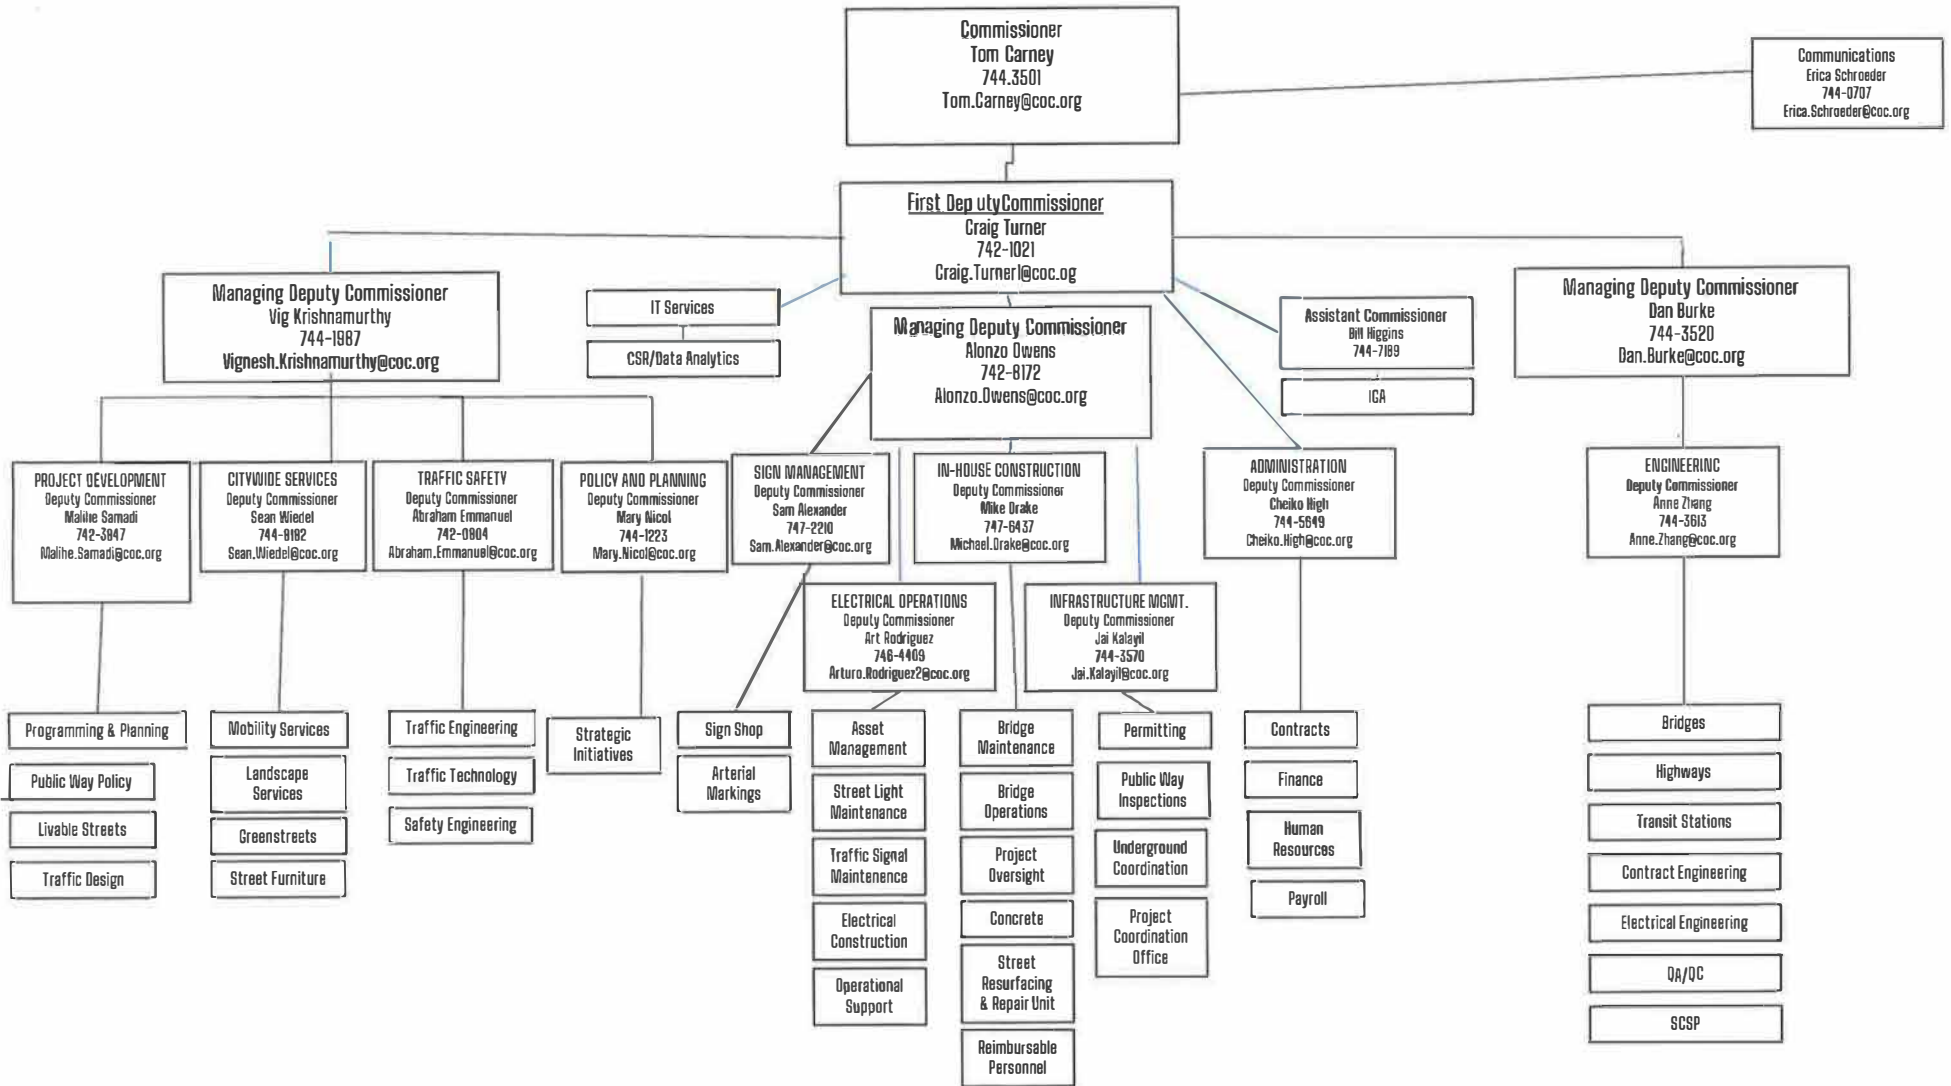 Commissioner
Tom Carney
744.3501
Tom.Carney@coc.org
Communications
Erica Schroeder
744-0707
Erica.Schroeder@coc.org
First Dep utyCommissioner
Craig Turner
742-1021
Craig.Turner1@coc.og
Managing Deputy Commissioner
Vig Krishnamurthy
744-1987
Vignesh.Krishnamurthy@coc.org
IT Services
CSR/Data Analytics
Managing Deputy Commissioner
Alonzo Owens
742-8172
Alonzo.Owens@coc.org
Assistant Commissioner
Bill Higgins
744-7189
IGA
Managing Deputy Commissioner
Dan Burke
744-3520
Dan.Burke@coc.org
PROJECT DEVELOPMENT
Deputy Commissioner
Malihe Samadi
742-3847
Malihe.Samadi@coc.org
CITYWIDE SERVICES
Deputy Commissioner
Sean Wiedel
744-8182
Sean.Wiedel@coc.org
TRAFFIC SAFETY
Deputy Commissioner
Abraham Emmanuel
742-0804
Abraham.Emmanuel@coc.org
POLICY AND PLANNING
Deputy Commissioner
Mary Nicol
744-1223
Mary.Nicol@coc.org
SIGN MANAGEMENT
Deputy Commissioner
Sam Alexander
747-2210
Sam.Alexander@coc.org
IN-HOUSE CONSTRUCTION
Deputy Commissioner
Mike Drake
747-6437
Michael.Drake@coc.org
ADMINISTRATION
Deputy Commissioner
Cheiko High
744-5649
Cheiko.High@coc.org
ENGINEERING
Deputy Commissioner
Anne Zhang
744-3613
Anne.Zhang@coc.org
ELECTRICAL OPERATIONS
Deputy Commissioner
Art Rodriguez
746-4409
Arturo.Rodriguez2@coc.org
INFRASTRUCTURE MGMT.
Deputy Commissioner
Jai Kalayil
744-3570
Jai.Kalayil@coc.org
Programming & Planning
Public Way Policy
Livable Streets
Traffic Design
Mobility Services
Landscape
Services
Greenstreets
Street Furniture
Traffic Engineering
Traffic Technology
Safety Engineering
Strategic
Initiatives
Sign Shop
Arterial
Markings
Asset
Management
Street Light
Maintenance
Traffic Signal
Maintenence
Electrical
Construction
Operational
Support
Bridge
Maintenance
Bridge
Operations
Project
Oversight
Concrete
Street
Resurfacing
& Repair Unit
Reimbursable
Personnel
Permitting
Public Way
Inspections
Underground
Coordination
Project
Coordination
Office
Contracts
Finance
Human
Resources
Payroll
Bridges
Highways
Transit Stations
Contract Engineering
Electrical Engineering
QA/QC
SCSP